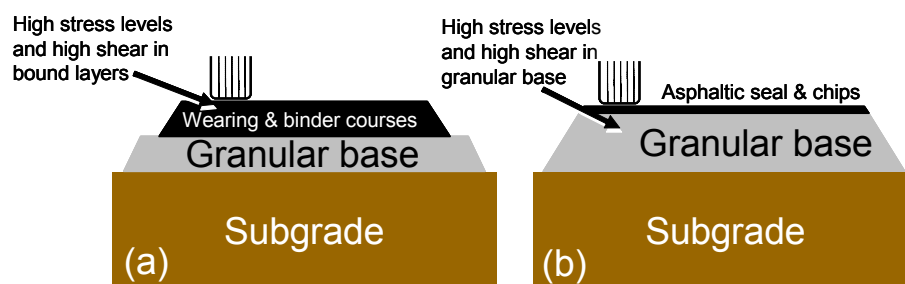 High stress levels
and high shear in
bound layers
Wearing & binder courses
Granular base
Subgrade
(a)
High stress levels
and high shear in
granular base
Asphaltic seal & chips
Granular base
Subgrade
(b)